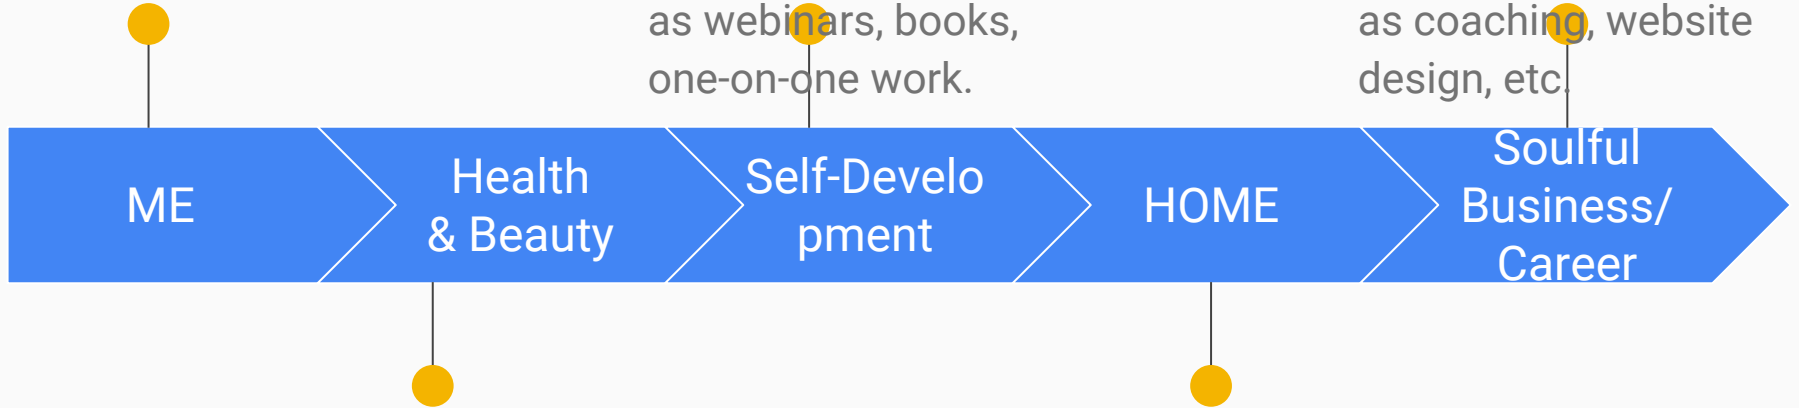 as webinars, books,
one-on-one work.
as coaching, website
design, etc.
ME
Health
& Beauty
Self-Develo
pment
HOME
Soulful
Business/
Career